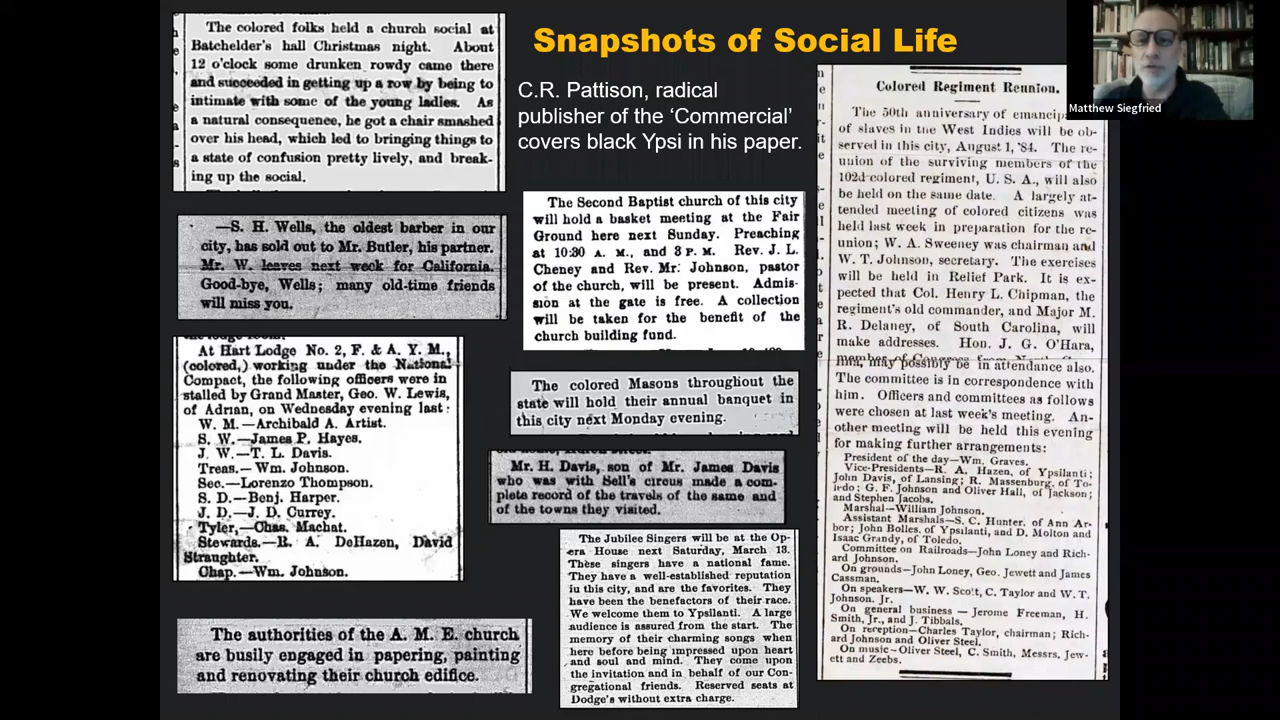 Snapshots of Social Life
C.R. Pattison, radical
publisher of the ‘Commercial’
covers black Ypsi in his paper.
Matthew Siegfried
The colored folks held a church social at
Batchelder's hall Christmas night. About
12 o'clock some drunken rowdy came there
and succeeded in getting up a row by being to
intimate with some of the young ladies. As
a natural consequence, he got a chair smashed
over his head, which led to bringing things to
a state of confusion pretty lively, and break-
ing up the social.
—S. H. Wells, the oldest barber in our
city, has sold out to Mr. Butler, his partner.
Mr. W. leaves next week for California.
Good-bye, Wells; many old-time friends
will miss you.
At Hart Lodge No. 2, F. & A. Y. M.,
(colored,) working under the National
Compact, the following officers were in
stalled by Grand Master, Geo. W. Lewis,
of Adrian, on Wednesday evening last:
W. M.—Archibald A. Artist.
S. W.—James P. Hayes.
J. W.—T. L. Davis.
Treas.—Wm. Johnson.
Sec.—Lorenzo Thompson.
S. D.—Benj. Harper.
J. D.—J. D. Currey.
Tyler,—Chas. Machat.
Stewards.—R. A. DeHazen, David
Straughter.
Chap.—Wm. Johnson.
The authorities of the A. M. E. church
are busily engaged in papering, painting
and renovating their church edifice.
The Second Baptist church of this city
will hold a basket meeting at the Fair
Ground here next Sunday. Preaching
at 10:30 A. M., and 3 P. M. Rev. J. L.
Cheney and Rev. Mr. Johnson, pastor
of the church, will be present. Admis-
sion at the gate is free. A collection
will be taken for the benefit of the
church building fund.
The colored Masons throughout the
state will hold their annual banquet in
this city next Monday evening.
Mr. H. Davis, son of Mr. James Davis
who was with Sell's circus made a com-
plete record of the travels of the same and
of the towns they visited.
The Jubilee Singers will be at the Op-
era House next Saturday, March 13.
These singers have a national fame.
They have a well-established reputation
in this city, and are the favorites. They
have been the benefactors of their race.
We welcome them to Ypsilanti. A large
audience is assured from the start. The
memory of their charming songs when
here before being impressed upon heart
and soul and mind. They come upon
the invitation and in behalf of our Con-
gregational friends. Reserved seats at
Dodge's without extra charge.
Colored Regiment Reunion.
The 50th anniversary of
of slaves in the West Indies will be ob-
served in this city, August 1, '84. The re-
union of the surviving members of the
102d colored regiment, U. S. A., will also
be held on the same date. A largely at-
tended meeting of colored citizens was
held last week in preparation for the re-
union; W. A. Sweeney was chairman and
W. T. Johnson, secretary. The exercises
will be held in Relief Park. It is ex-
pected that Col. Henry L. Chipman, the
regiment's old commander, and Major M.
R. Delaney, of South Carolina, will
make addresses. Hon. J. G. O'Hara,
member of Congress from North
may possibly be in attendance also.
The committee is in correspondence with
him. Officers and committees as follows
were chosen at last week's meeting. An-
other meeting will be held this evening
for making further arrangements:
President of the day—Wm. Graves.
Vice-Presidents—R. A. Hazen, of Ypsilanti;
John Davis, of Lansing; R. Massenburg, of To-
ledo; G. F. Johnson and Oliver Hall, of Jackson;
and Stephen Jacobs.
Marshal—William Johnson.
Assistant Marshals—S. C. Hunter, of Ann Ar-
bor; John Bolles, of Ypsilanti, and D. Molton and
Isaac Grandy, of Toledo.
Committee on Railroads—John Loney and Rich-
ard Johnson.
On grounds—John Loney, Geo. Jewett and James
Cassman.
On speakers—W. W. Scott, C. Taylor and W. T.
Johnson, Jr.
On general business — Jerome Freeman, H.
Smith, Jr., and J. Tibbals.
On reception—Charles Taylor, chairman; Rich-
ard Johnson and Oliver Steel.
On music—Oliver Steel, C. Smith, Messrs. Jew-
ett and Zeebs.